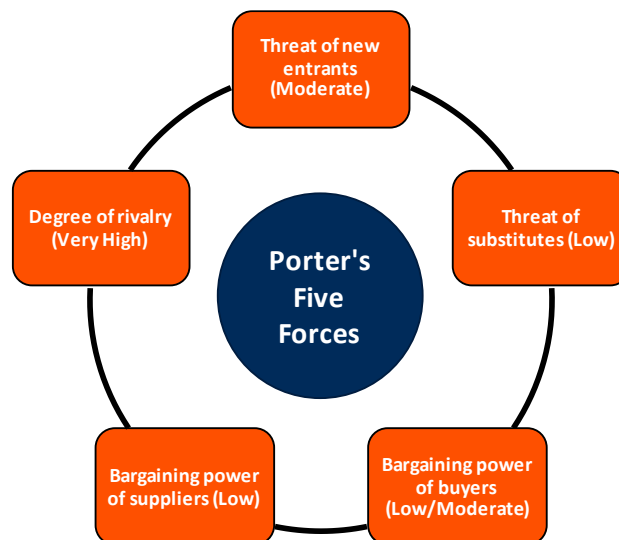 Threat of new
entrants
(Moderate)
Degree of rivalry
(Very High)
Threat of
substitutes (Low)
Porter's
Five
Forces
Bargaining power
of suppliers (Low)
Bargaining power
of buyers
(Low/Moderate)